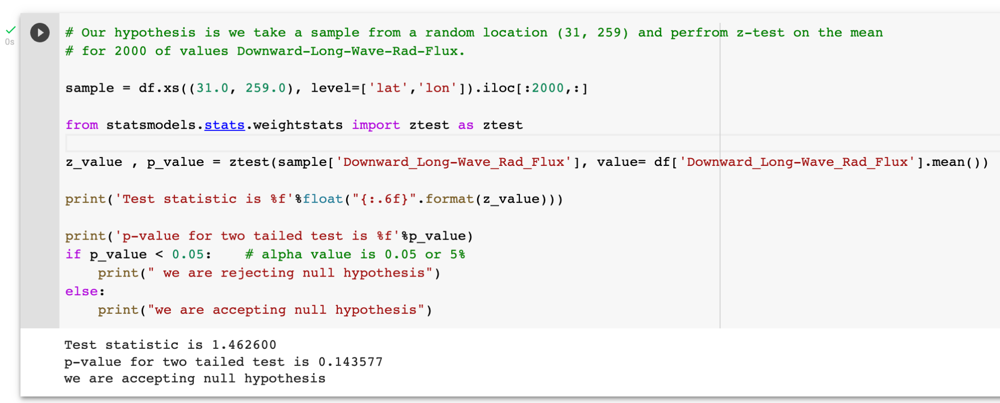 # Our hypothesis is we take a sample from a random location (31, 259) and perfrom z-test on the mean
0s
# for 2000 of values Downward-Long-Wave-Rad-Flux.
sample = df.xs((31.0, 259.0), level=['lat','lon']).iloc[:2000,:]
from statsmodels.stats.weightstats import ztest as ztest
z_value , p_value = ztest(sample['Downward_Long-Wave_Rad_Flux'], value= df['Downward_Long-Wave_Rad_Flux'].mean())
print('Test statistic is %f'%float("{:.6f}".format(z_value)))
print('p-value for two tailed test is %f'%p_value)
if p_value < 0.05:    # alpha value is 0.05 or 5%
    print(" we are rejecting null hypothesis")
else:
    print("we are accepting null hypothesis")
Test statistic is 1.462600
p-value for two tailed test is 0.143577
we are accepting null hypothesis